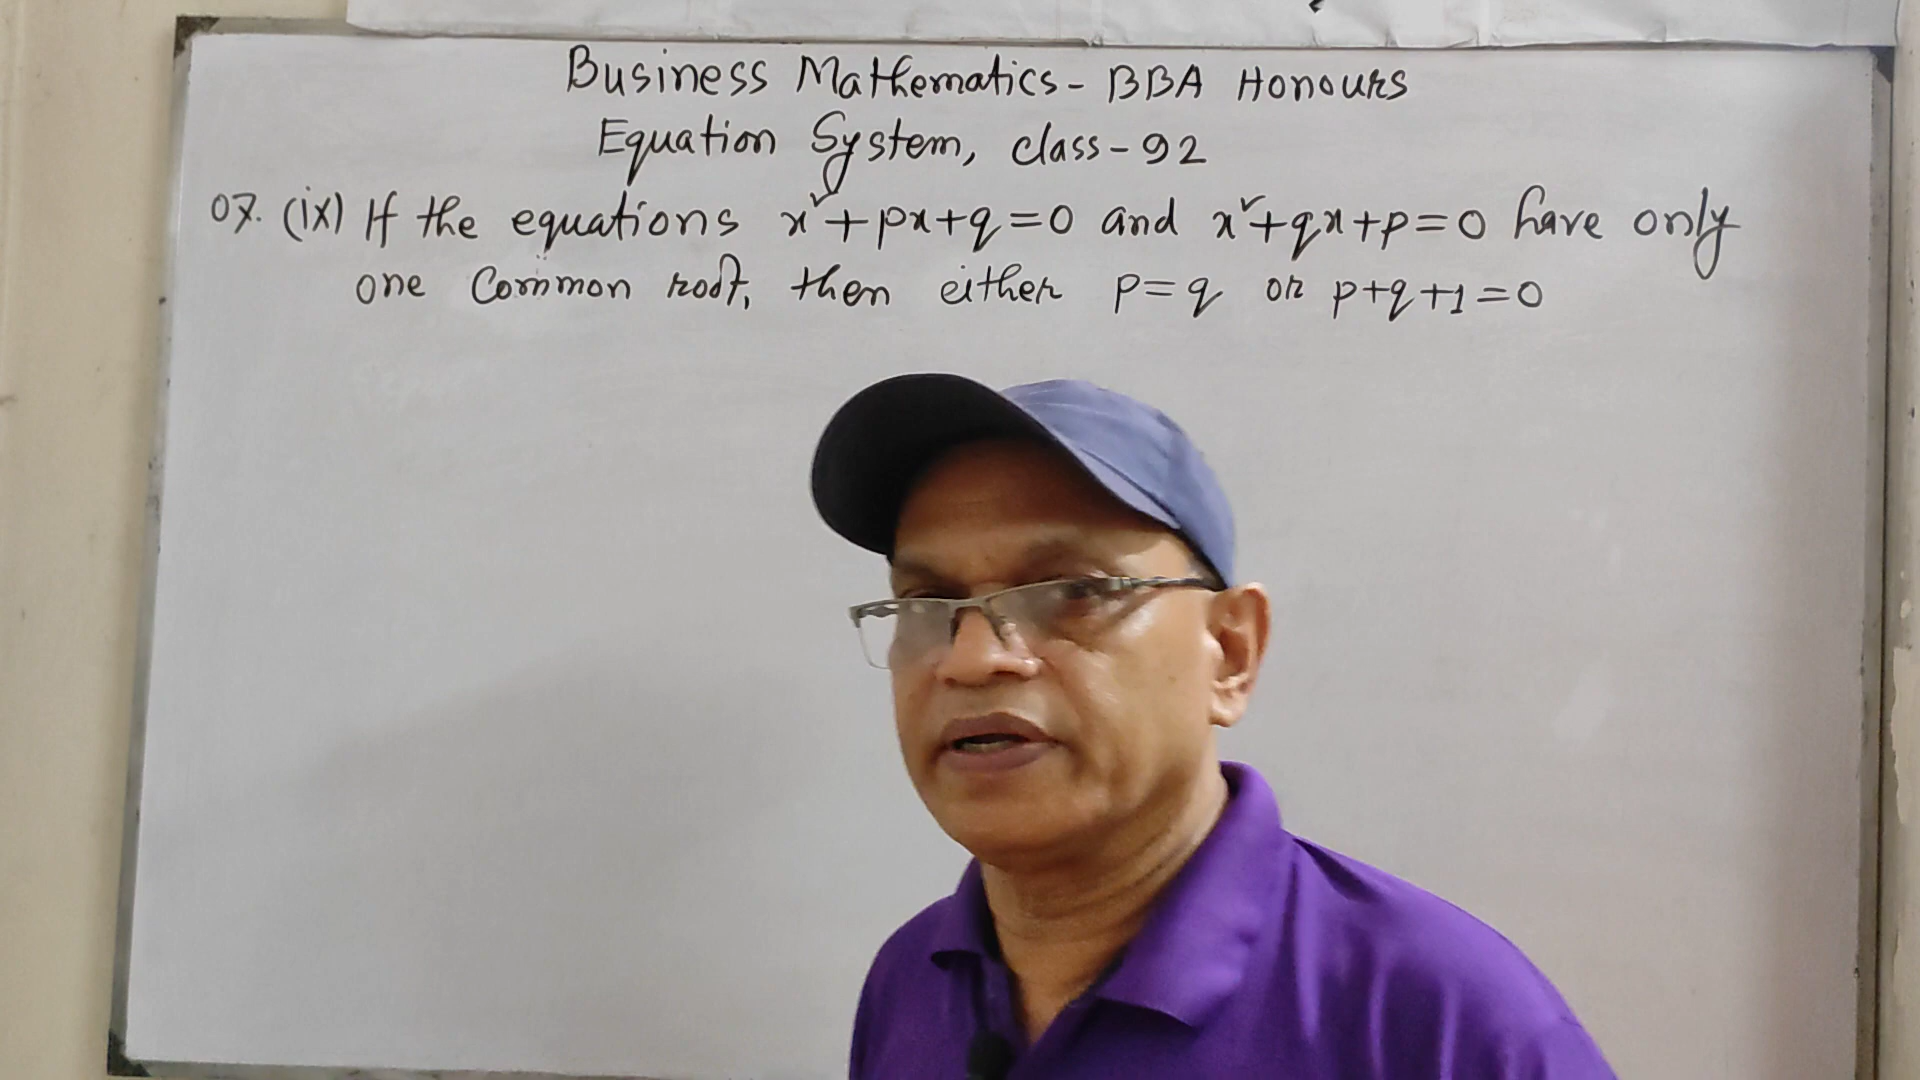 Business Mathematics - BBA Honours
Equation System, class-92
07. (ix) If the equations x²+px+q=0 and x²+qx+p=0 have only
one common root, then either p=q or p+q+1=0